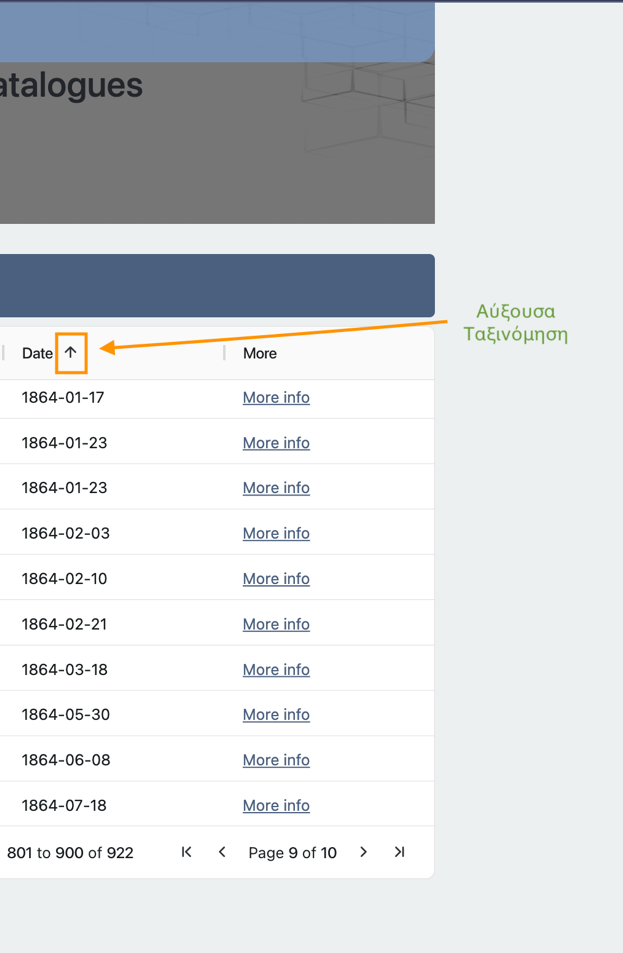 atalogues
Αύξουσα
Ταξινόμηση
Date More
1864-01-17 More info
1864-01-23 More info
1864-01-23 More info
1864-02-03 More info
1864-02-10 More info
1864-02-21 More info
1864-03-18 More info
1864-05-30 More info
1864-06-08 More info
1864-07-18 More info
801 to 900 of 922 Page 9 of 10